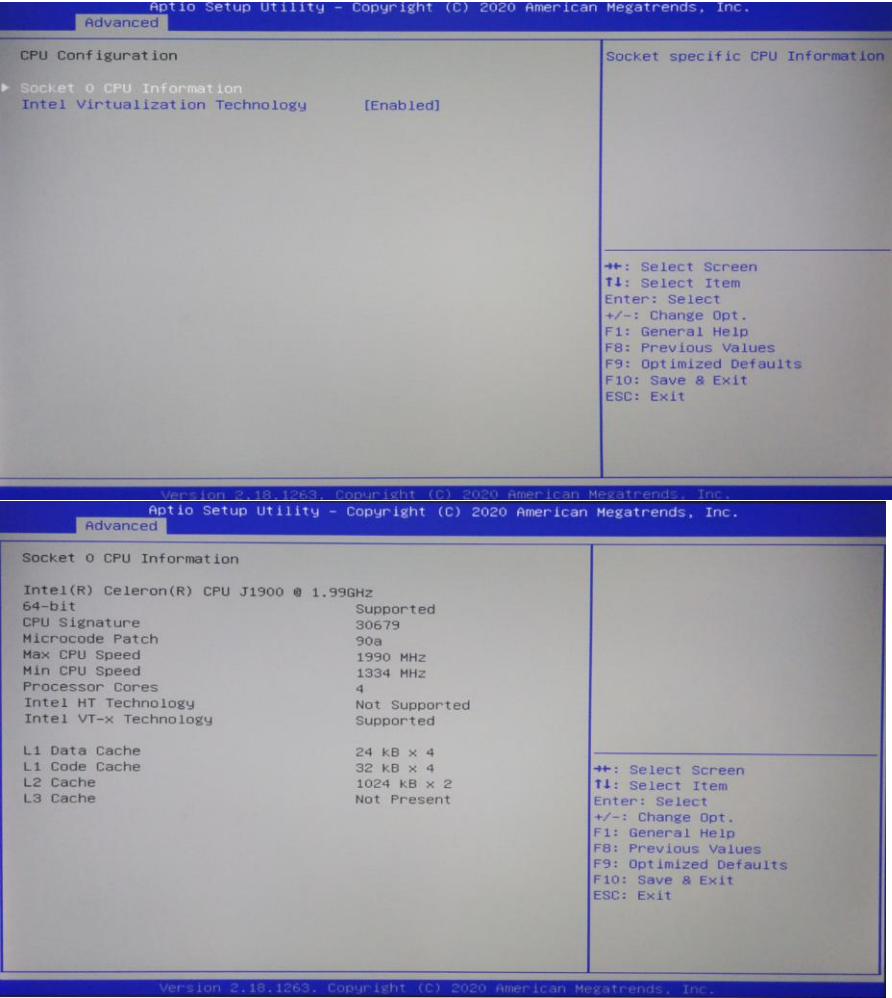 Aptio Setup Utility – Copyright (C) 2020 American Megatrends, Inc.
Advanced
CPU Configuration
Socket 0 CPU Information
Intel Virtualization Technology [Enabled]
Socket specific CPU Information
→←: Select Screen
↑↓: Select Item
Enter: Select
+/-: Change Opt.
F1: General Help
F8: Previous Values
F9: Optimized Defaults
F10: Save & Exit
ESC: Exit
Version 2.18.1263. Copyright (C) 2020 American Megatrends, Inc.
Aptio Setup Utility – Copyright (C) 2020 American Megatrends, Inc.
Advanced
Socket 0 CPU Information
Intel(R) Celeron(R) CPU J1900 @ 1.99GHz
64-bit Supported
CPU Signature 30679
Microcode Patch 90a
Max CPU Speed 1990 MHz
Min CPU Speed 1334 MHz
Processor Cores 4
Intel HT Technology Not Supported
Intel VT-x Technology Supported
L1 Data Cache 24 kB x 4
L1 Code Cache 32 kB x 4
L2 Cache 1024 kB x 2
L3 Cache Not Present
→←: Select Screen
↑↓: Select Item
Enter: Select
+/-: Change Opt.
F1: General Help
F8: Previous Values
F9: Optimized Defaults
F10: Save & Exit
ESC: Exit
Version 2.18.1263. Copyright (C) 2020 American Megatrends, Inc.